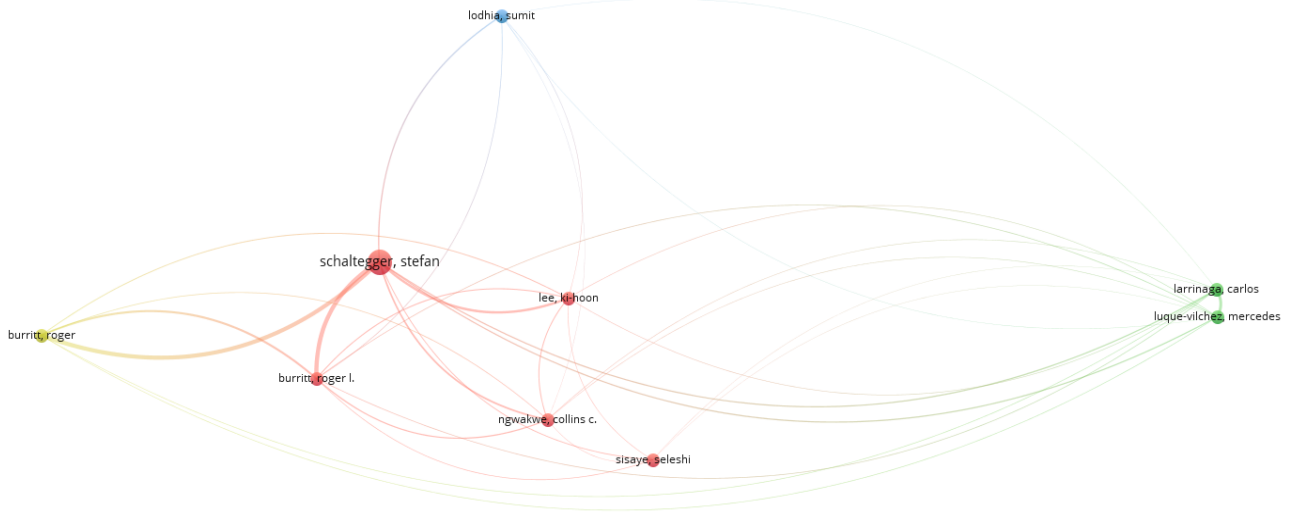 lodhia, sumit
schaltegger, stefan
larrinaga, carlos
lee, ki-hoon
luque-vilchez, mercedes
burritt, roger
burritt, roger l.
ngwakwe, collins c.
sisaye, seleshi